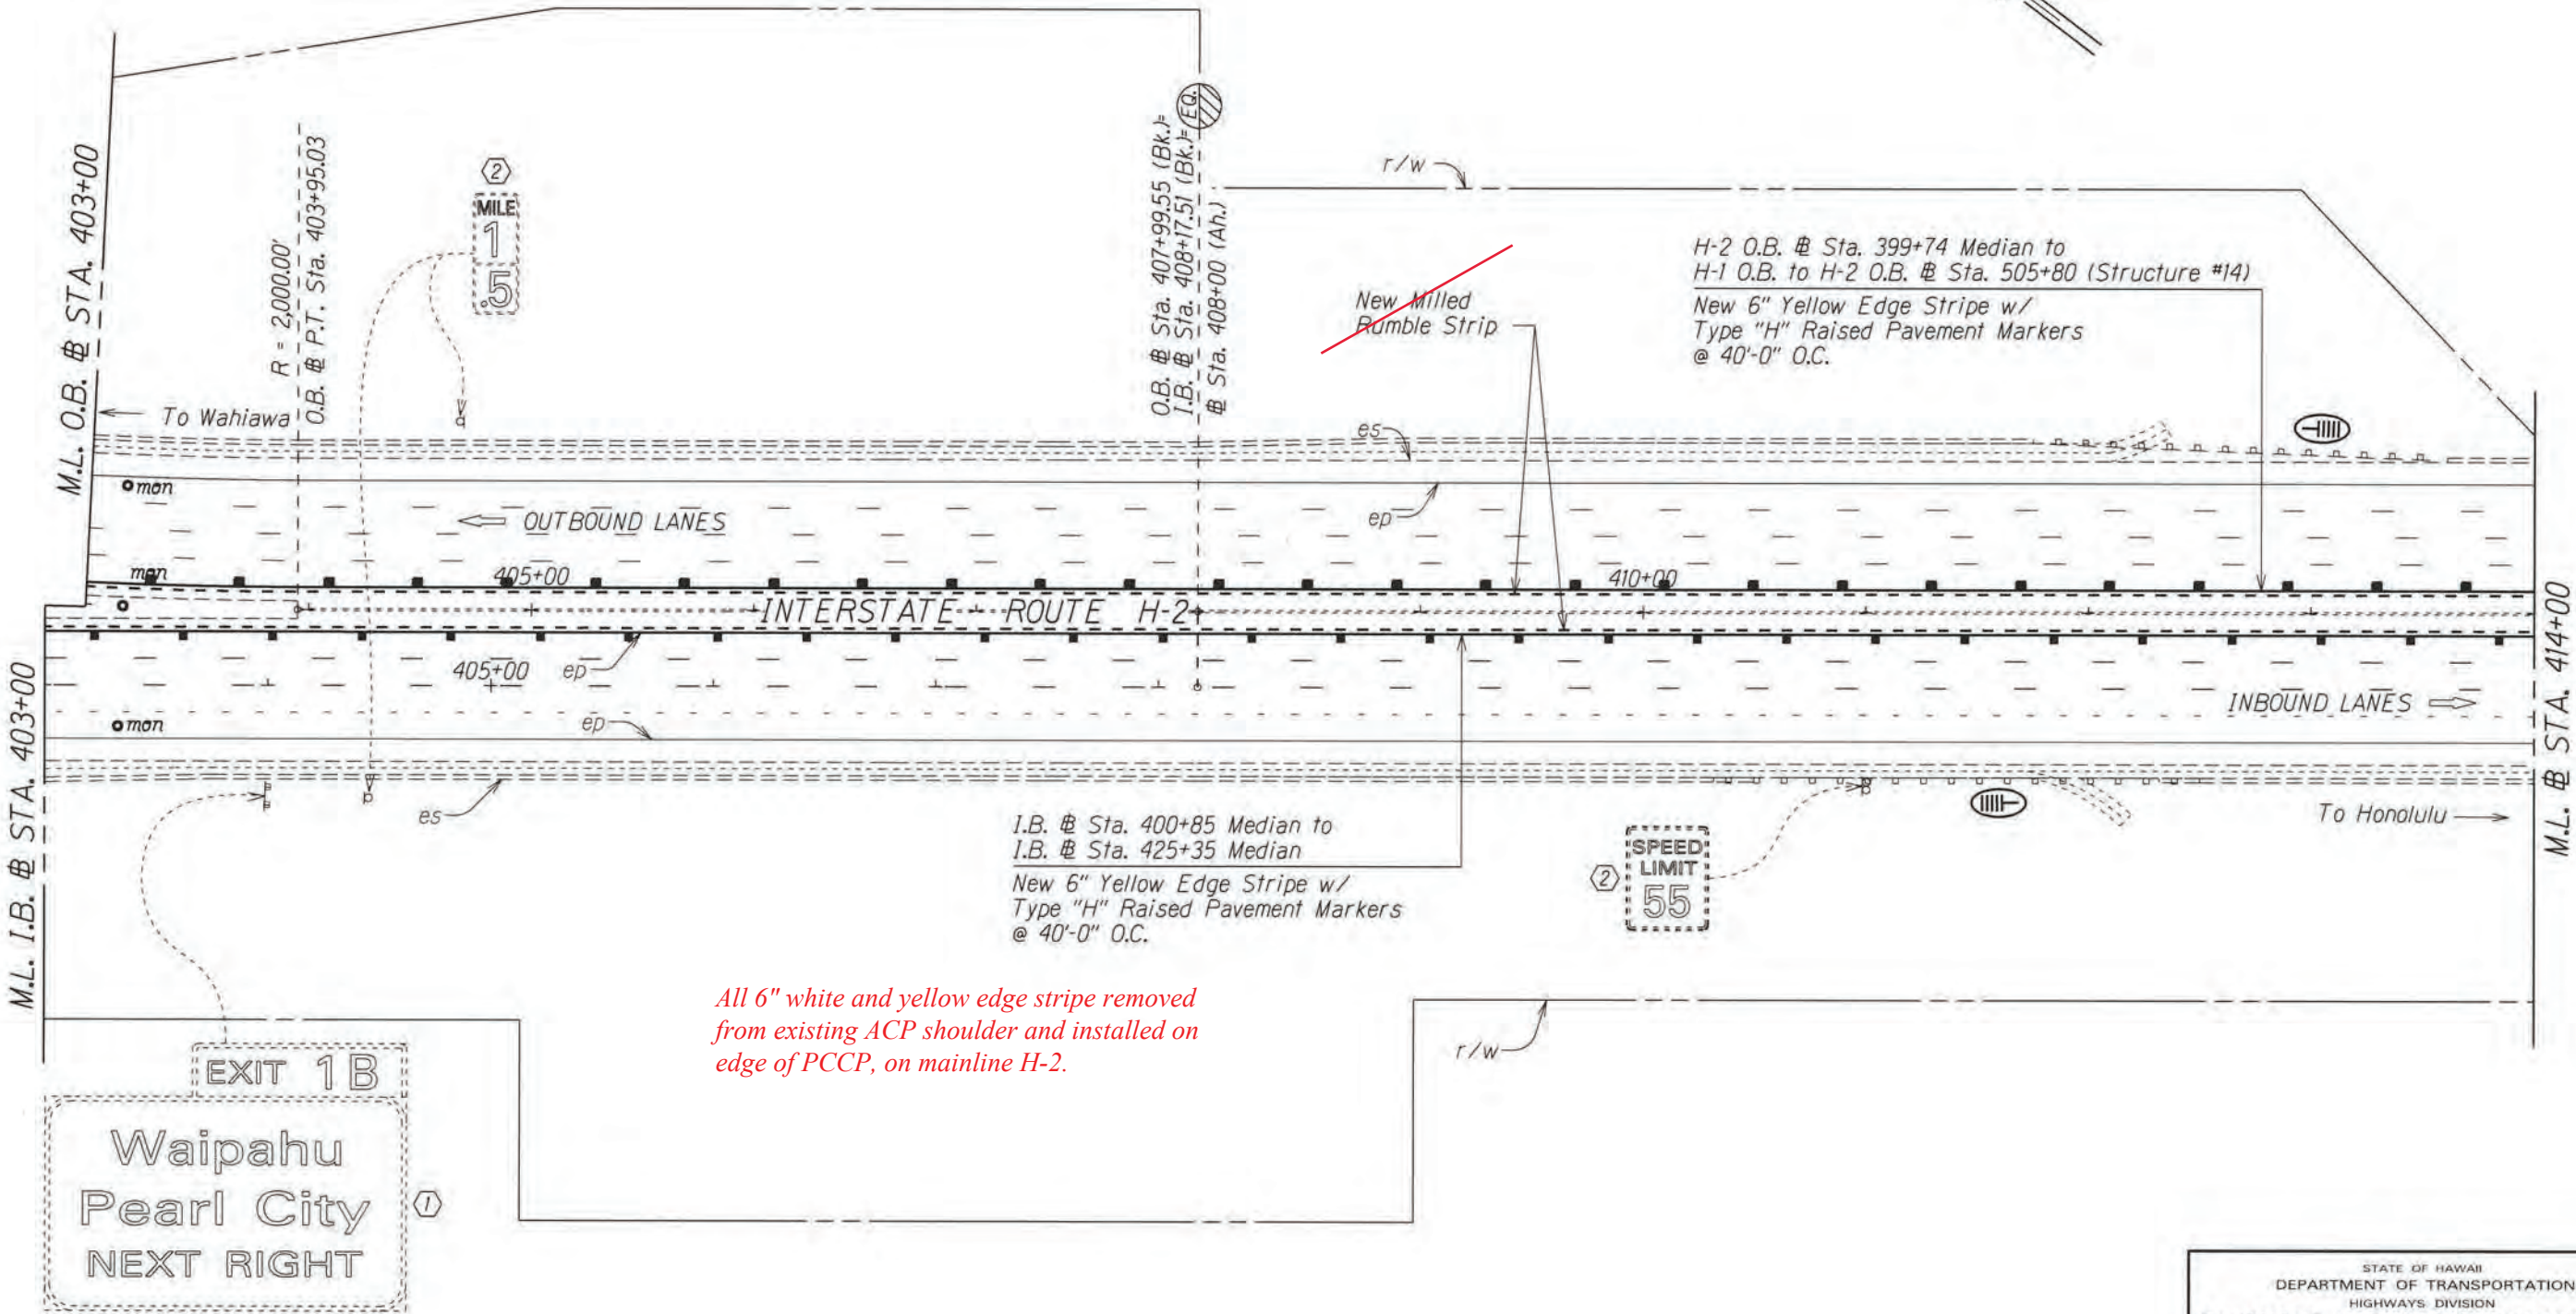 M.L. O.B. ⅊ STA. 403+00
R = 2,000.00'
O.B. ⅊ P.T. Sta. 403+95.03
2
MILE
1
.5
O.B. ⅊ Sta. 407+99.55 (Bk.)=
I.B. ⅊ Sta. 408+17.51 (Bk.)= EQ.
⅊ Sta. 408+00 (Ah.)
r/w
New Milled
Rumble Strip
H-2 O.B. ⅊ Sta. 399+74 Median to
H-1 O.B. to H-2 O.B. ⅊ Sta. 505+80 (Structure #14)
New 6" Yellow Edge Stripe w/
Type "H" Raised Pavement Markers
@ 40'-0" O.C.
To Wahiawa
es
mon
OUTBOUND LANES
ep
mon
405+00
410+00
INTERSTATE ROUTE H-2
405+00
ep
INBOUND LANES
mon
ep
es
M.L. I.B. ⅊ STA. 403+00
M.L. ⅊ STA. 414+00
To Honolulu
I.B. ⅊ Sta. 400+85 Median to
I.B. ⅊ Sta. 425+35 Median
New 6" Yellow Edge Stripe w/
Type "H" Raised Pavement Markers
@ 40'-0" O.C.
2
SPEED
LIMIT
55
All 6" white and yellow edge stripe removed
from existing ACP shoulder and installed on
edge of PCCP, on mainline H-2.
r/w
EXIT 1B
Waipahu
Pearl City
NEXT RIGHT
1
STATE OF HAWAII
DEPARTMENT OF TRANSPORTATION
HIGHWAYS DIVISION